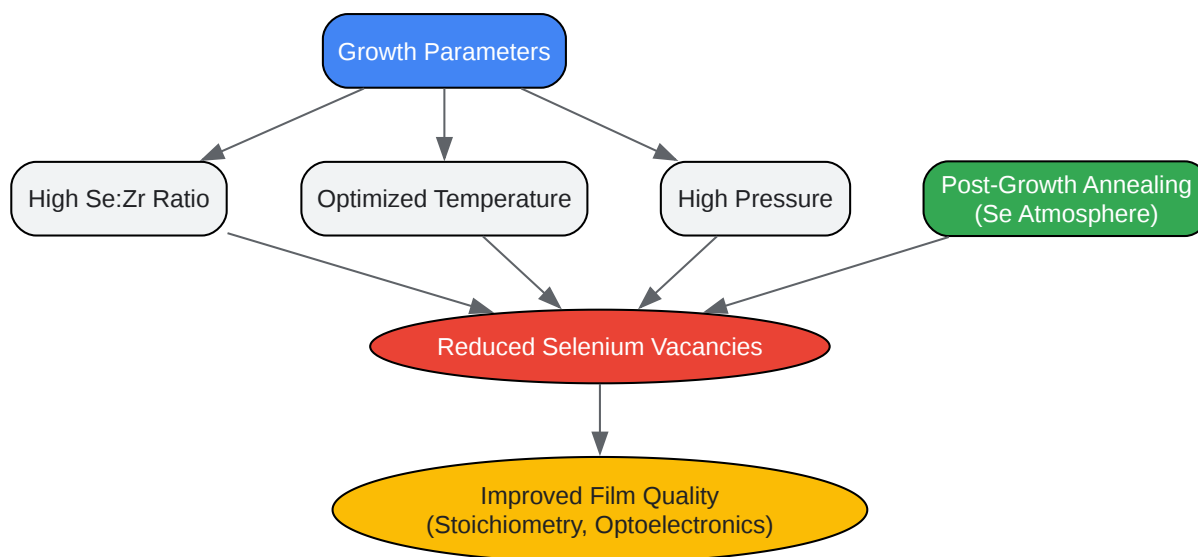 Growth Parameters
High Se:Zr Ratio
Optimized Temperature
High Pressure
Post-Growth Annealing
(Se Atmosphere)
Reduced Selenium Vacancies
Improved Film Quality
(Stoichiometry, Optoelectronics)